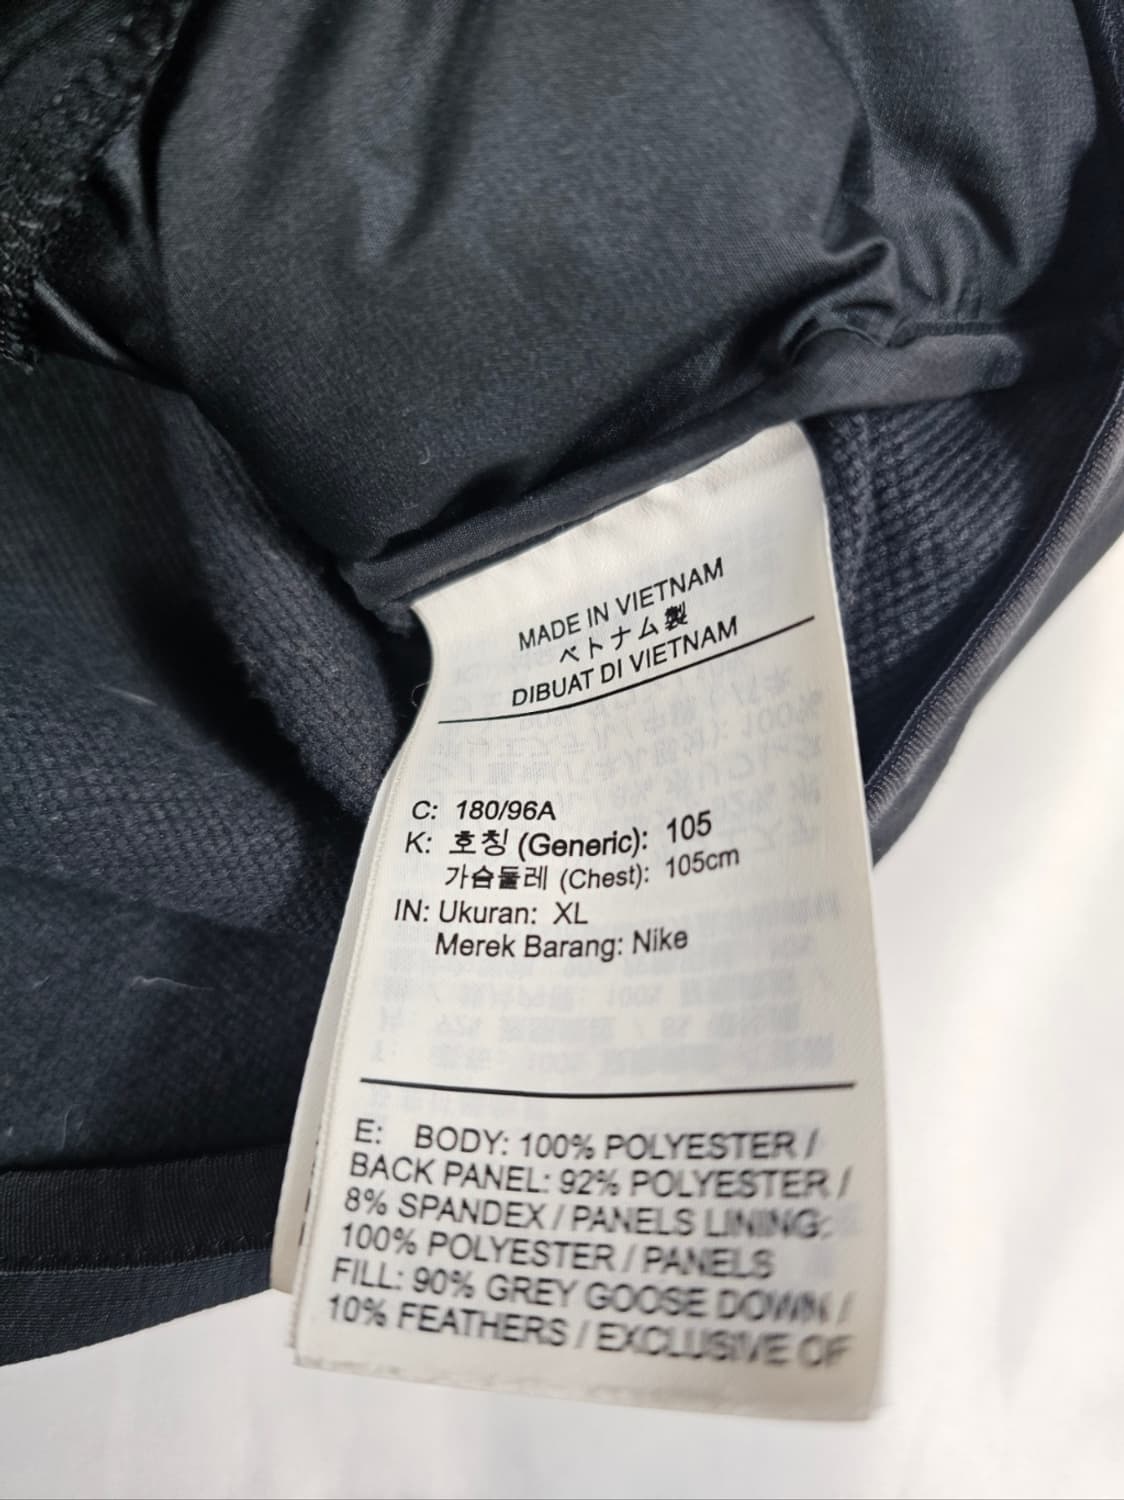 MADE IN VIETNAM
ベトナム製
DIBUAT DI VIETNAM
C: 180/96A
K: 호칭 (Generic): 105
가슴둘레 (Chest): 105cm
IN: Ukuran: XL
Merek Barang: Nike
E: BODY: 100% POLYESTER /
BACK PANEL: 92% POLYESTER /
8% SPANDEX / PANELS LINING:
100% POLYESTER / PANELS
FILL: 90% GREY GOOSE DOWN /
10% FEATHERS / EXCLUSIVE OF